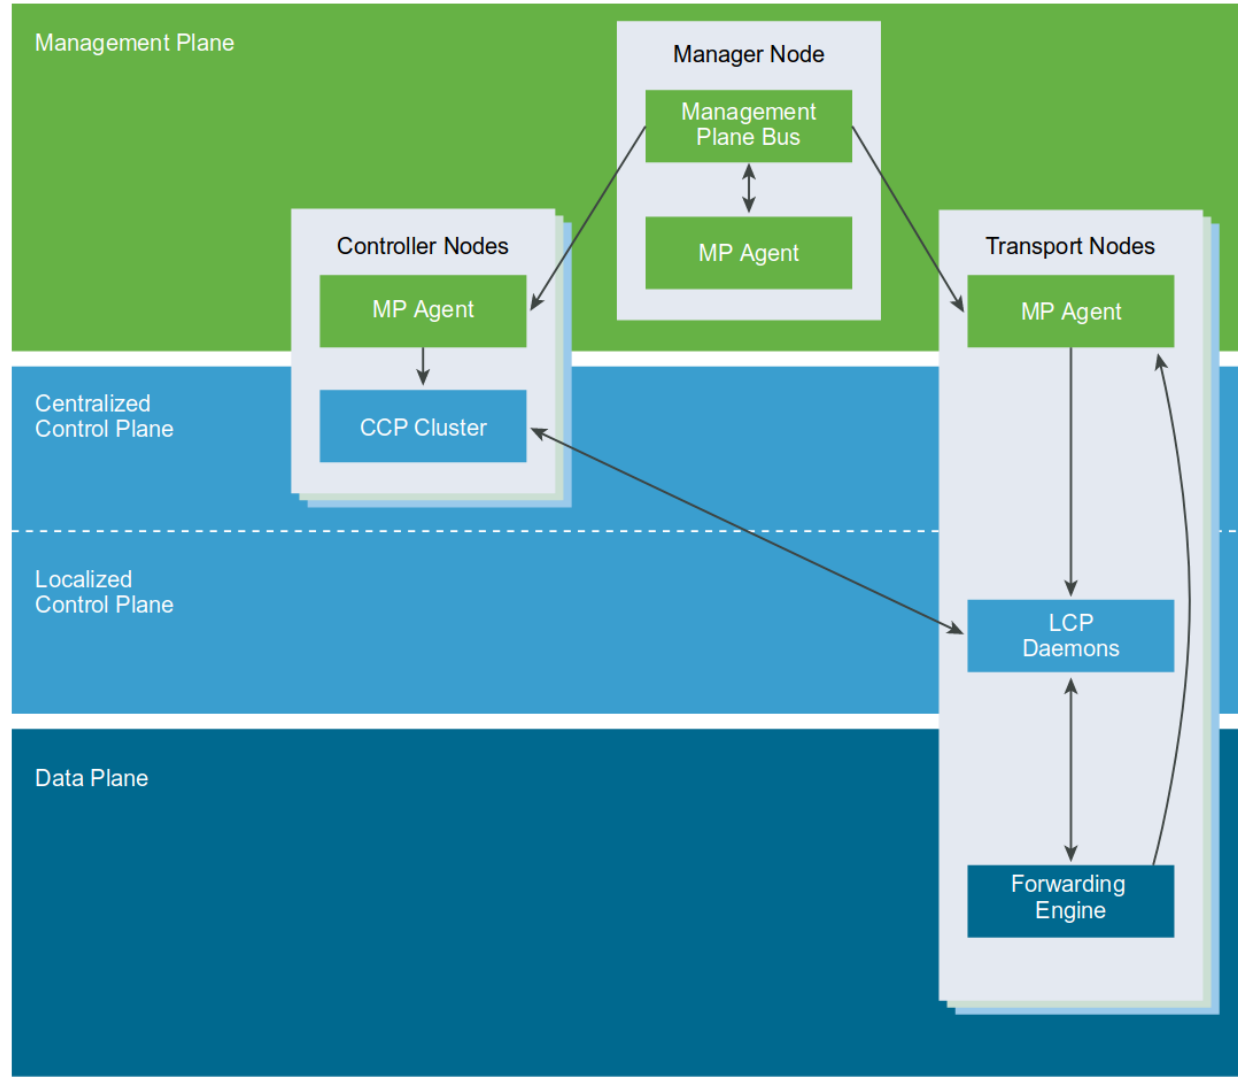 Management Plane
Manager Node
Management
Plane Bus
MP Agent
Controller Nodes
MP Agent
Transport Nodes
MP Agent
Centralized
Control Plane
CCP Cluster
Localized
Control Plane
LCP
Daemons
Data Plane
Forwarding
Engine